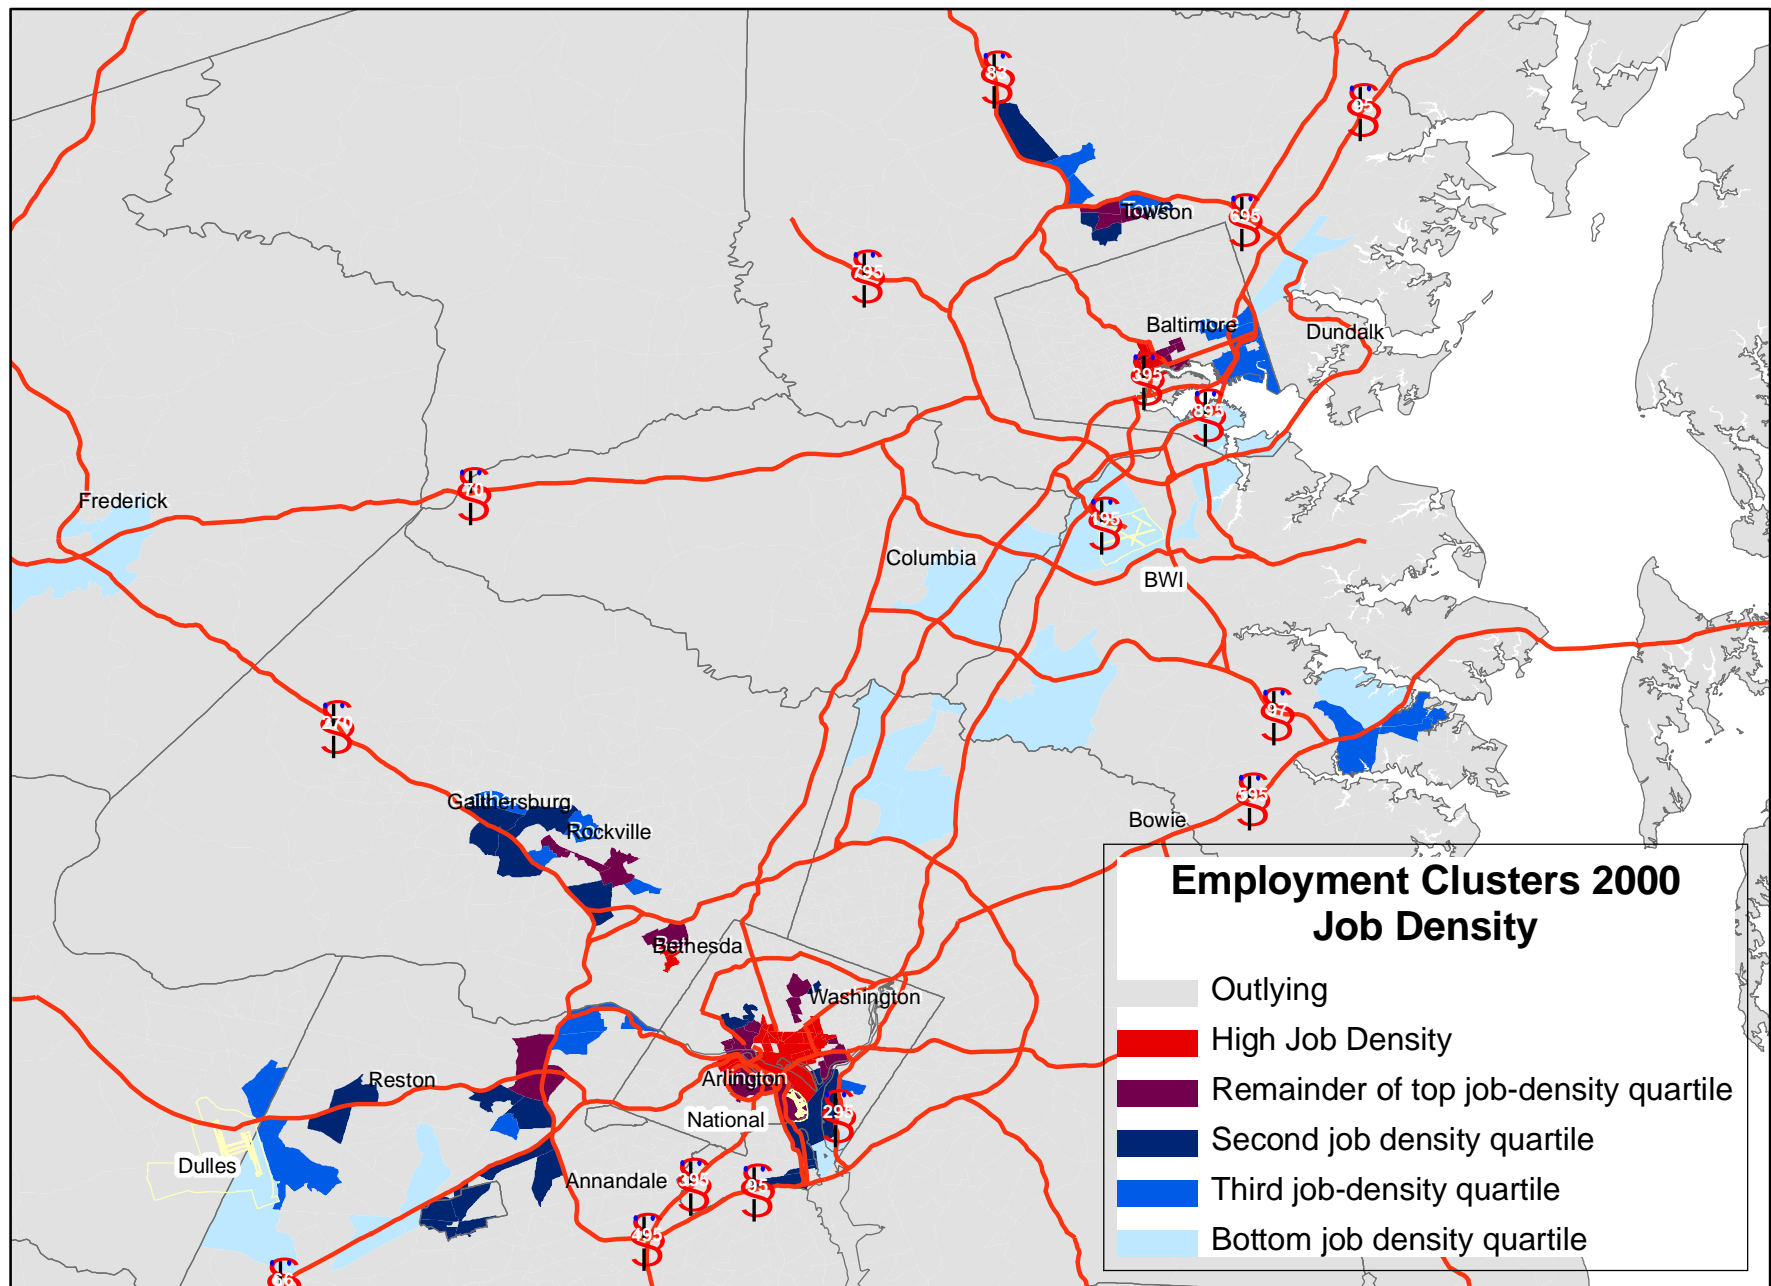 83
95
Towson
695
795
Baltimore
Dundalk
395
895
Frederick
70
195
Columbia
BWI
270
97
595
Gaithersburg
Rockville
Bowie
Bethesda
Washington
Reston
Arlington
National
295
Dulles
Annandale
395
95
495
66
Employment Clusters 2000
Job Density
Outlying
High Job Density
Remainder of top job-density quartile
Second job density quartile
Third job-density quartile
Bottom job density quartile